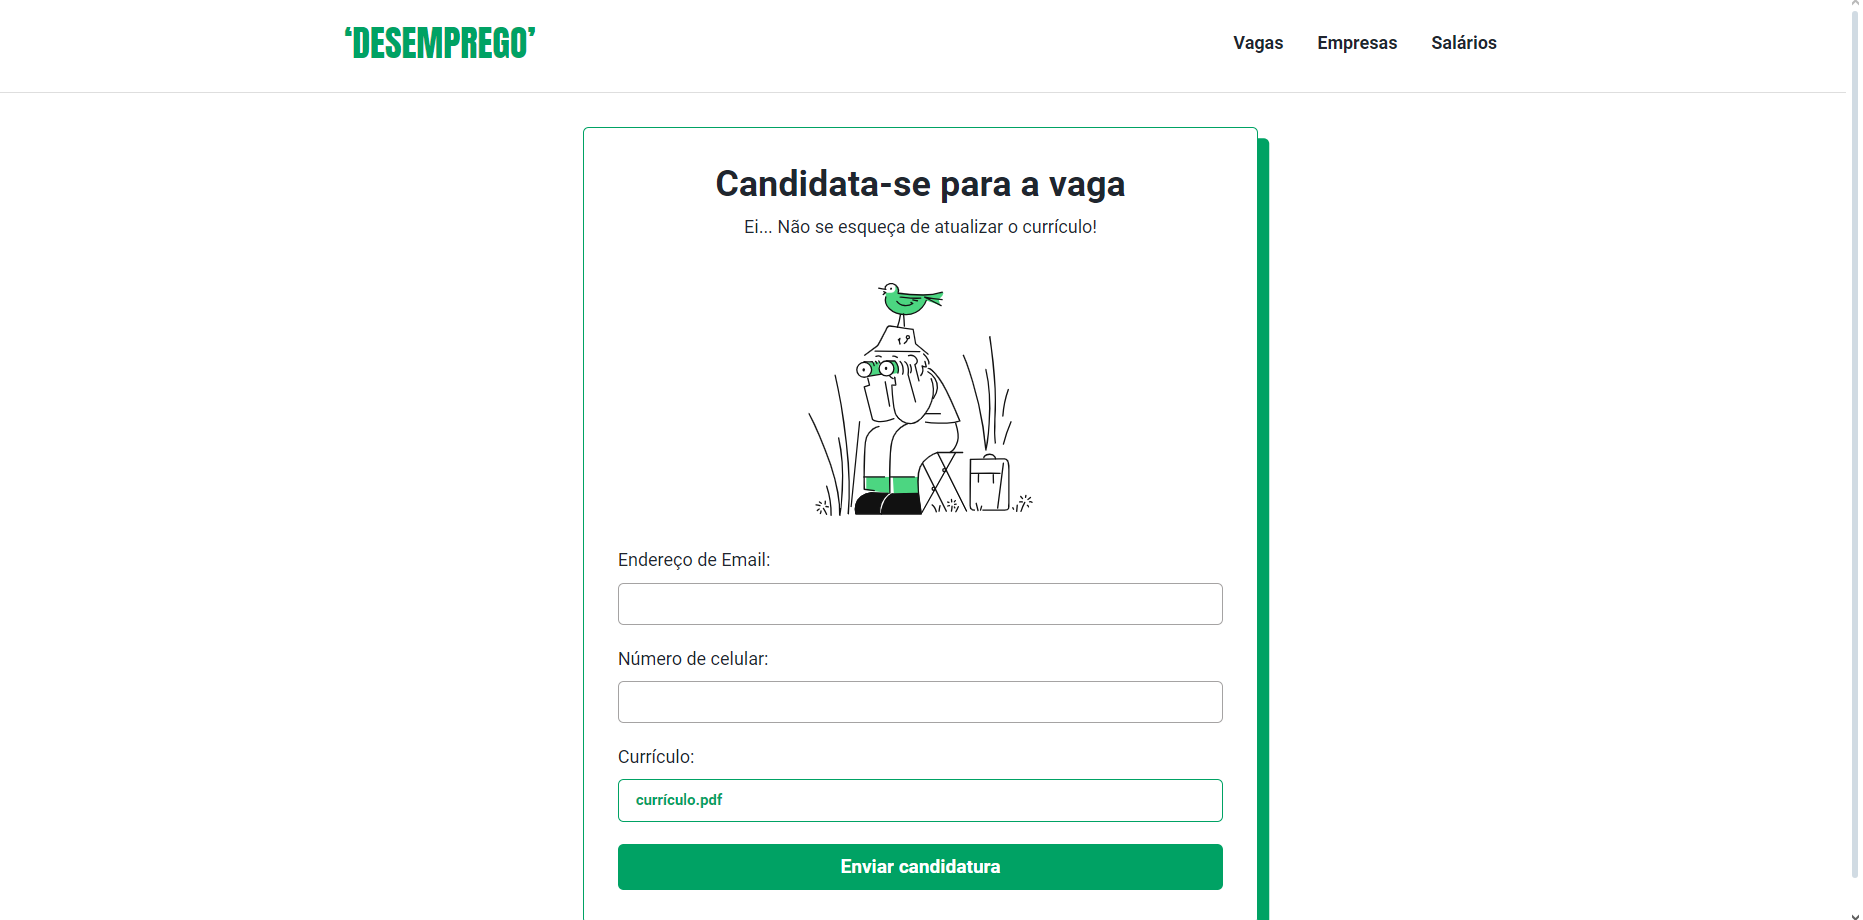 ‘DESEMPREGO’
Vagas Empresas Salários
Candidata-se para a vaga
Ei... Não se esqueça de atualizar o currículo!
Endereço de Email:
Número de celular:
Currículo:
currículo.pdf
Enviar candidatura